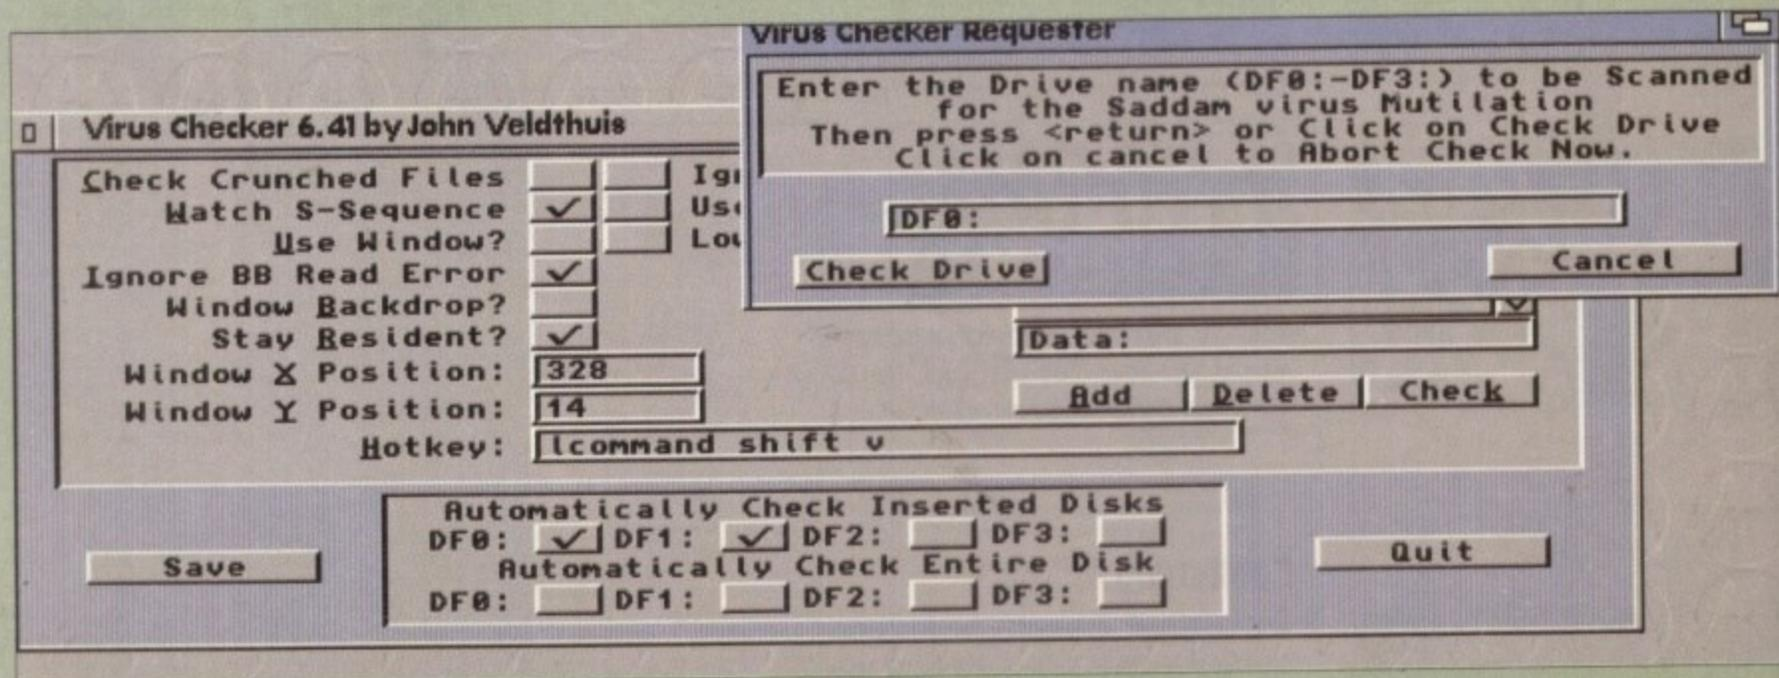 Virus Checker Requester
Enter the Drive name (DF0:-DF3:) to be Scanned
for the Saddam virus Mutilation
Then press <return> or Click on Check Drive
Click on cancel to Abort Check Now.
DF0:
Check Drive
Cancel
Virus Checker 6.41 by John Veldthuis
Check Crunched Files
Watch S-Sequence
Use Window?
Ignore BB Read Error
Window Backdrop?
Stay Resident?
Window X Position: 328
Window Y Position: 14
Hotkey: lcommand shift v
Data:
Add Delete Check
Automatically Check Inserted Disks
DF0: DF1: DF2: DF3:
Automatically Check Entire Disk
DF0: DF1: DF2: DF3:
Save
Quit